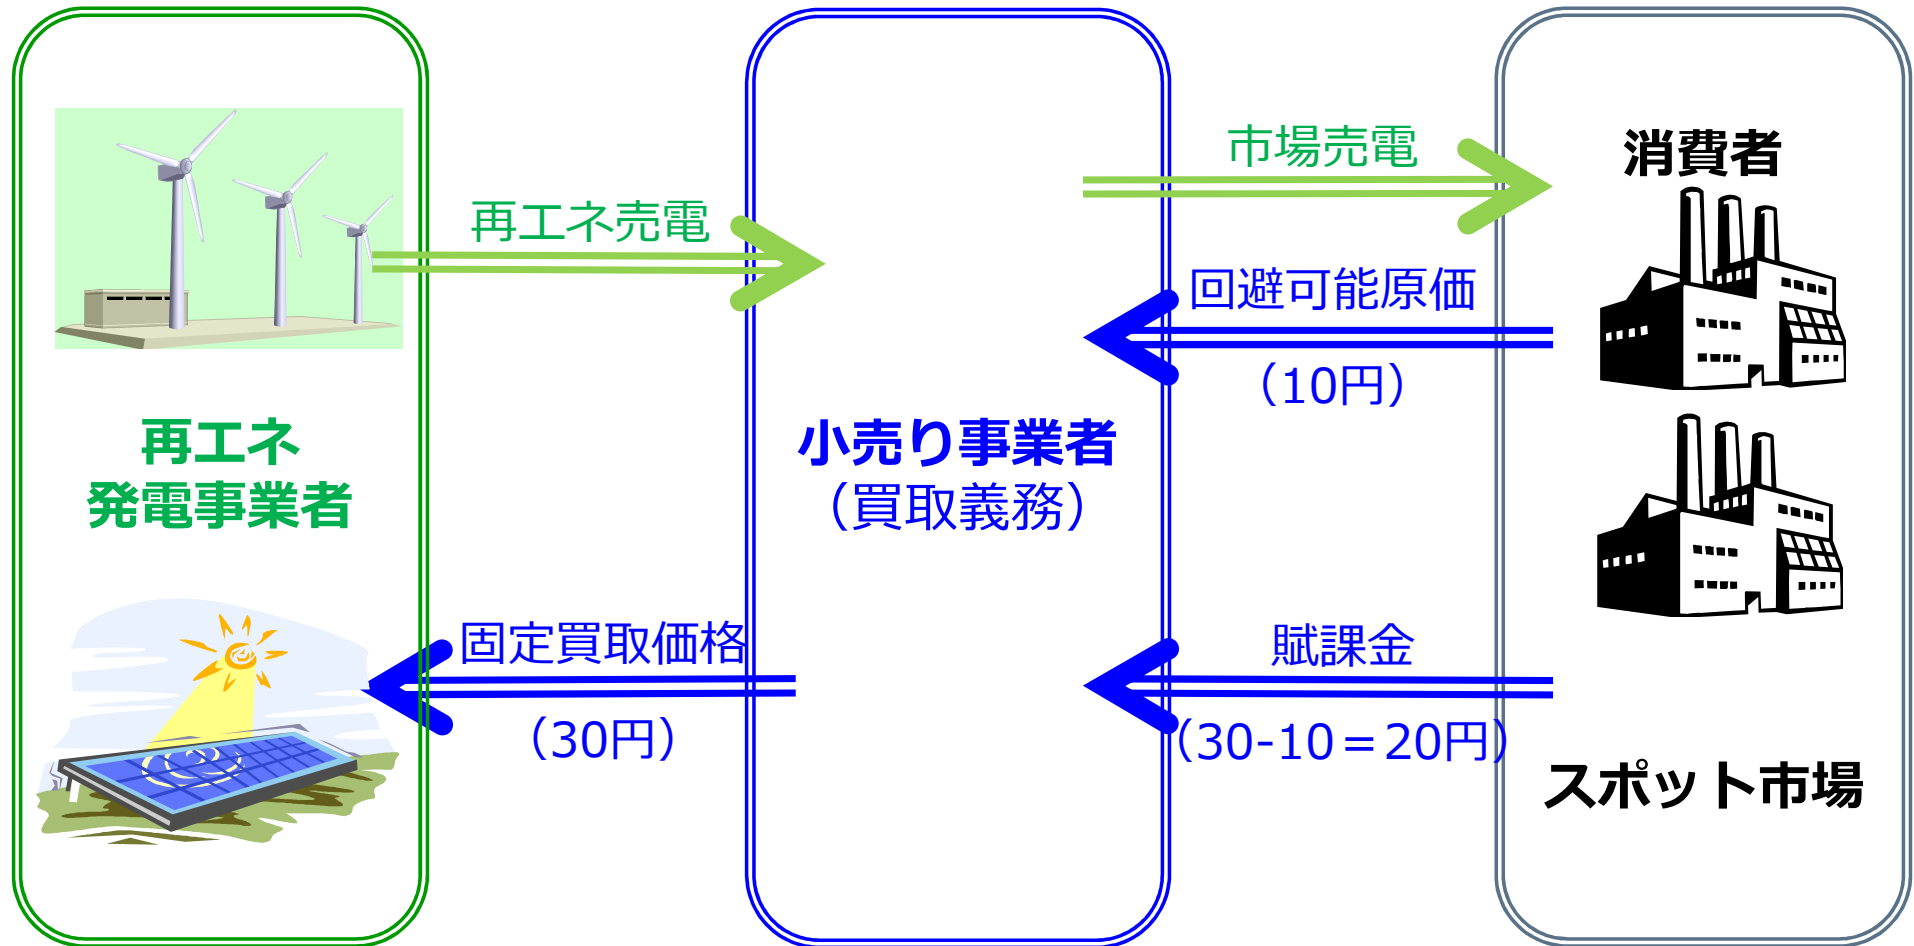 再エネ
発電事業者
再エネ売電
固定買取価格
（30円）
小売り事業者
（買取義務）
市場売電
回避可能原価
（10円）
賦課金
（30-10＝20円）
消費者
スポット市場